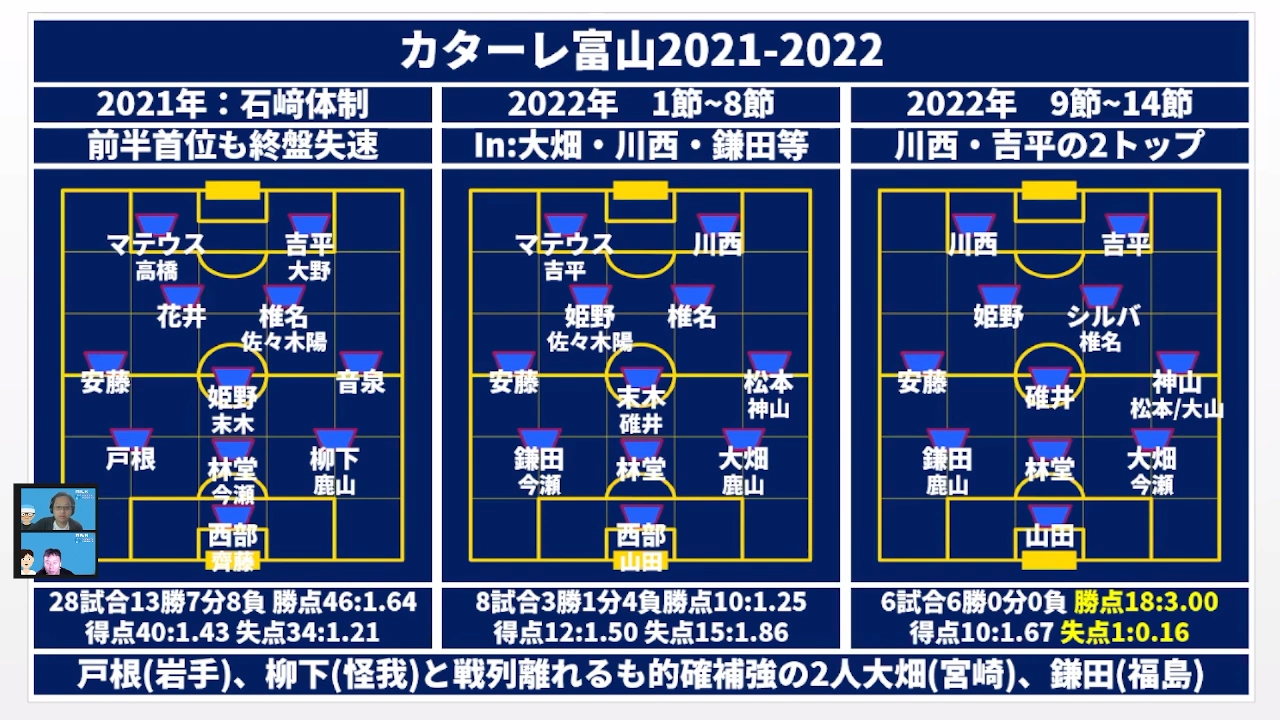 カターレ富山2021-2022
2021年：石﨑体制
前半首位も終盤失速
マテウス
高橋
吉平
大野
花井
椎名
佐々木陽
安藤
姫野
末木
音泉
戸根
林堂
今瀬
柳下
鹿山
西部
齊藤
28試合13勝7分8負 勝点46:1.64
得点40:1.43 失点34:1.21
2022年　1節~8節
In:大畑・川西・鎌田等
マテウス
吉平
川西
姫野
佐々木陽
椎名
安藤
末木
碓井
松本
神山
鎌田
今瀬
林堂
大畑
鹿山
西部
山田
8試合3勝1分4負勝点10:1.25
得点12:1.50 失点15:1.86
2022年　9節~14節
川西・吉平の2トップ
川西
吉平
姫野
シルバ
椎名
安藤
碓井
神山
松本/大山
鎌田
鹿山
林堂
大畑
今瀬
山田
6試合6勝0分0負 勝点18:3.00
得点10:1.67 失点1:0.16
戸根(岩手)、柳下(怪我)と戦列離れるも的確補強の2人大畑(宮崎)、鎌田(福島)